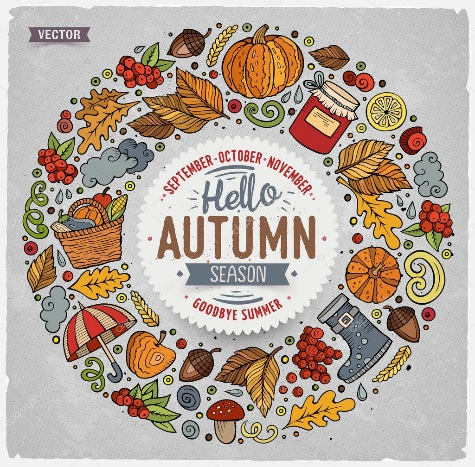 VECTOR
SEPTEMBER·OCTOBER·NOVEMBER
Hello
AUTUMN
SEASON
GOODBYE SUMMER